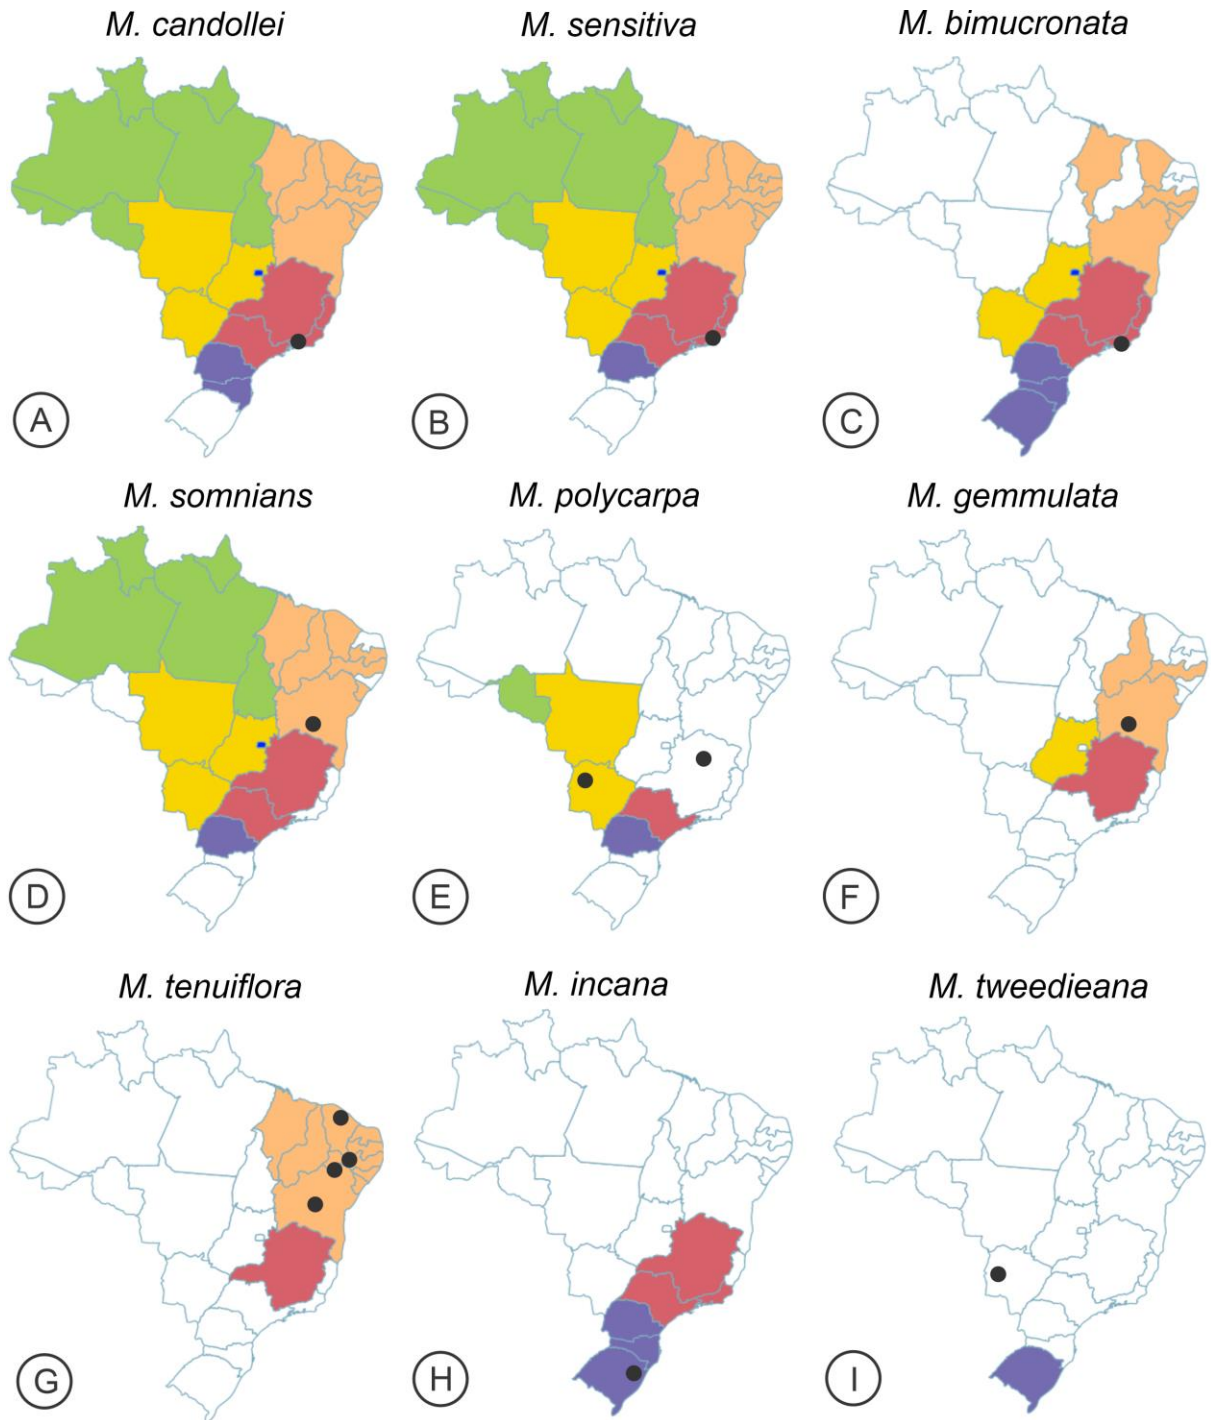 M. candollei
M. sensitiva
M. bimucronata
A
B
C
M. somnians
M. polycarpa
M. gemmulata
D
E
F
M. tenuiflora
M. incana
M. tweedieana
G
H
I